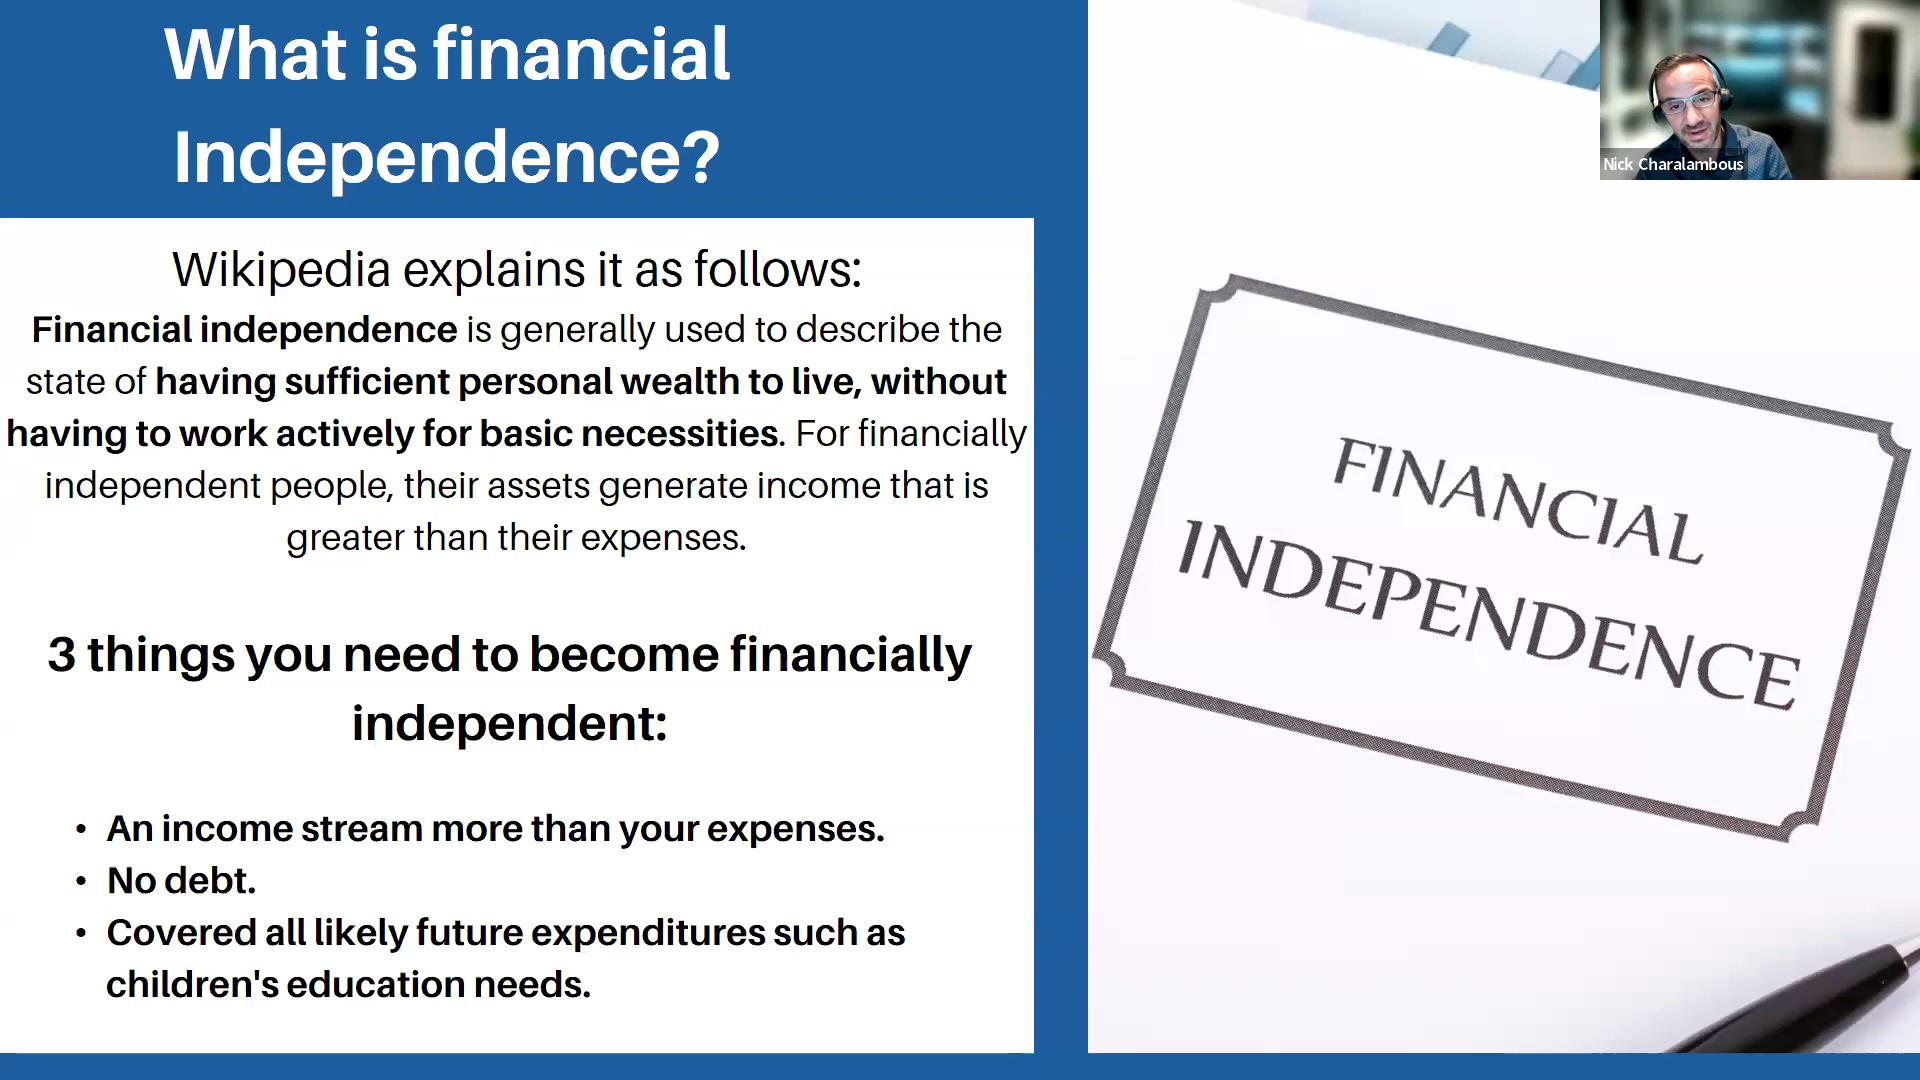 What is financial
Independence?
Wikipedia explains it as follows:
Financial independence is generally used to describe the
state of having sufficient personal wealth to live, without
having to work actively for basic necessities. For financially
independent people, their assets generate income that is
greater than their expenses.
3 things you need to become financially
independent:
• An income stream more than your expenses.
• No debt.
• Covered all likely future expenditures such as
children's education needs.
Nick Charalambous
FINANCIAL
INDEPENDENCE